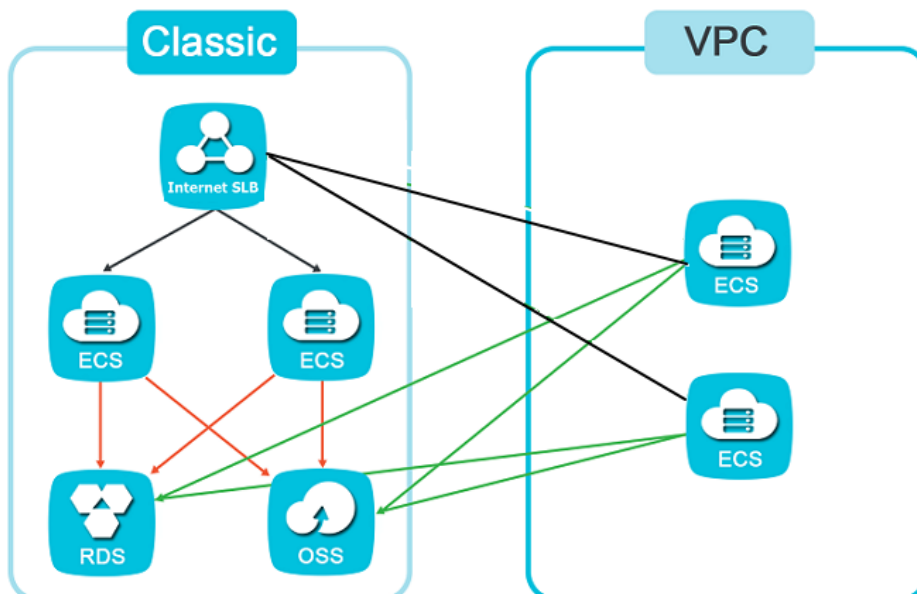 Classic
VPC
Internet SLB
ECS
ECS
ECS
ECS
RDS
OSS